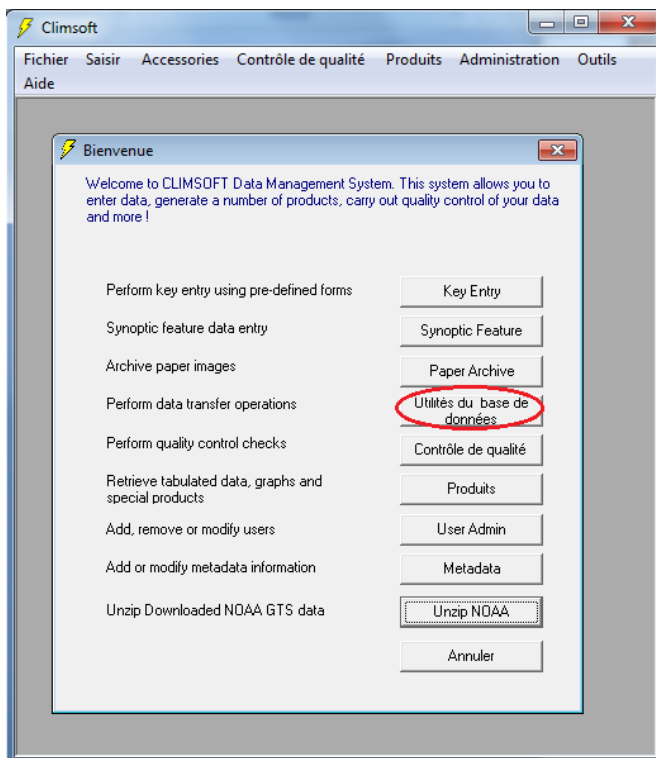 Climsoft
Fichier Saisir Accessories Contrôle de qualité Produits Administration Outils
Aide
Bienvenue
Welcome to CLIMSOFT Data Management System. This system allows you to
enter data, generate a number of products, carry out quality control of your data
and more !
Perform key entry using pre-defined forms Key Entry
Synoptic feature data entry Synoptic Feature
Archive paper images Paper Archive
Perform data transfer operations Utilités du base de
données
Perform quality control checks Contrôle de qualité
Retrieve tabulated data, graphs and
special products Produits
Add, remove or modify users User Admin
Add or modify metadata information Metadata
Unzip Downloaded NOAA GTS data Unzip NOAA
Annuler